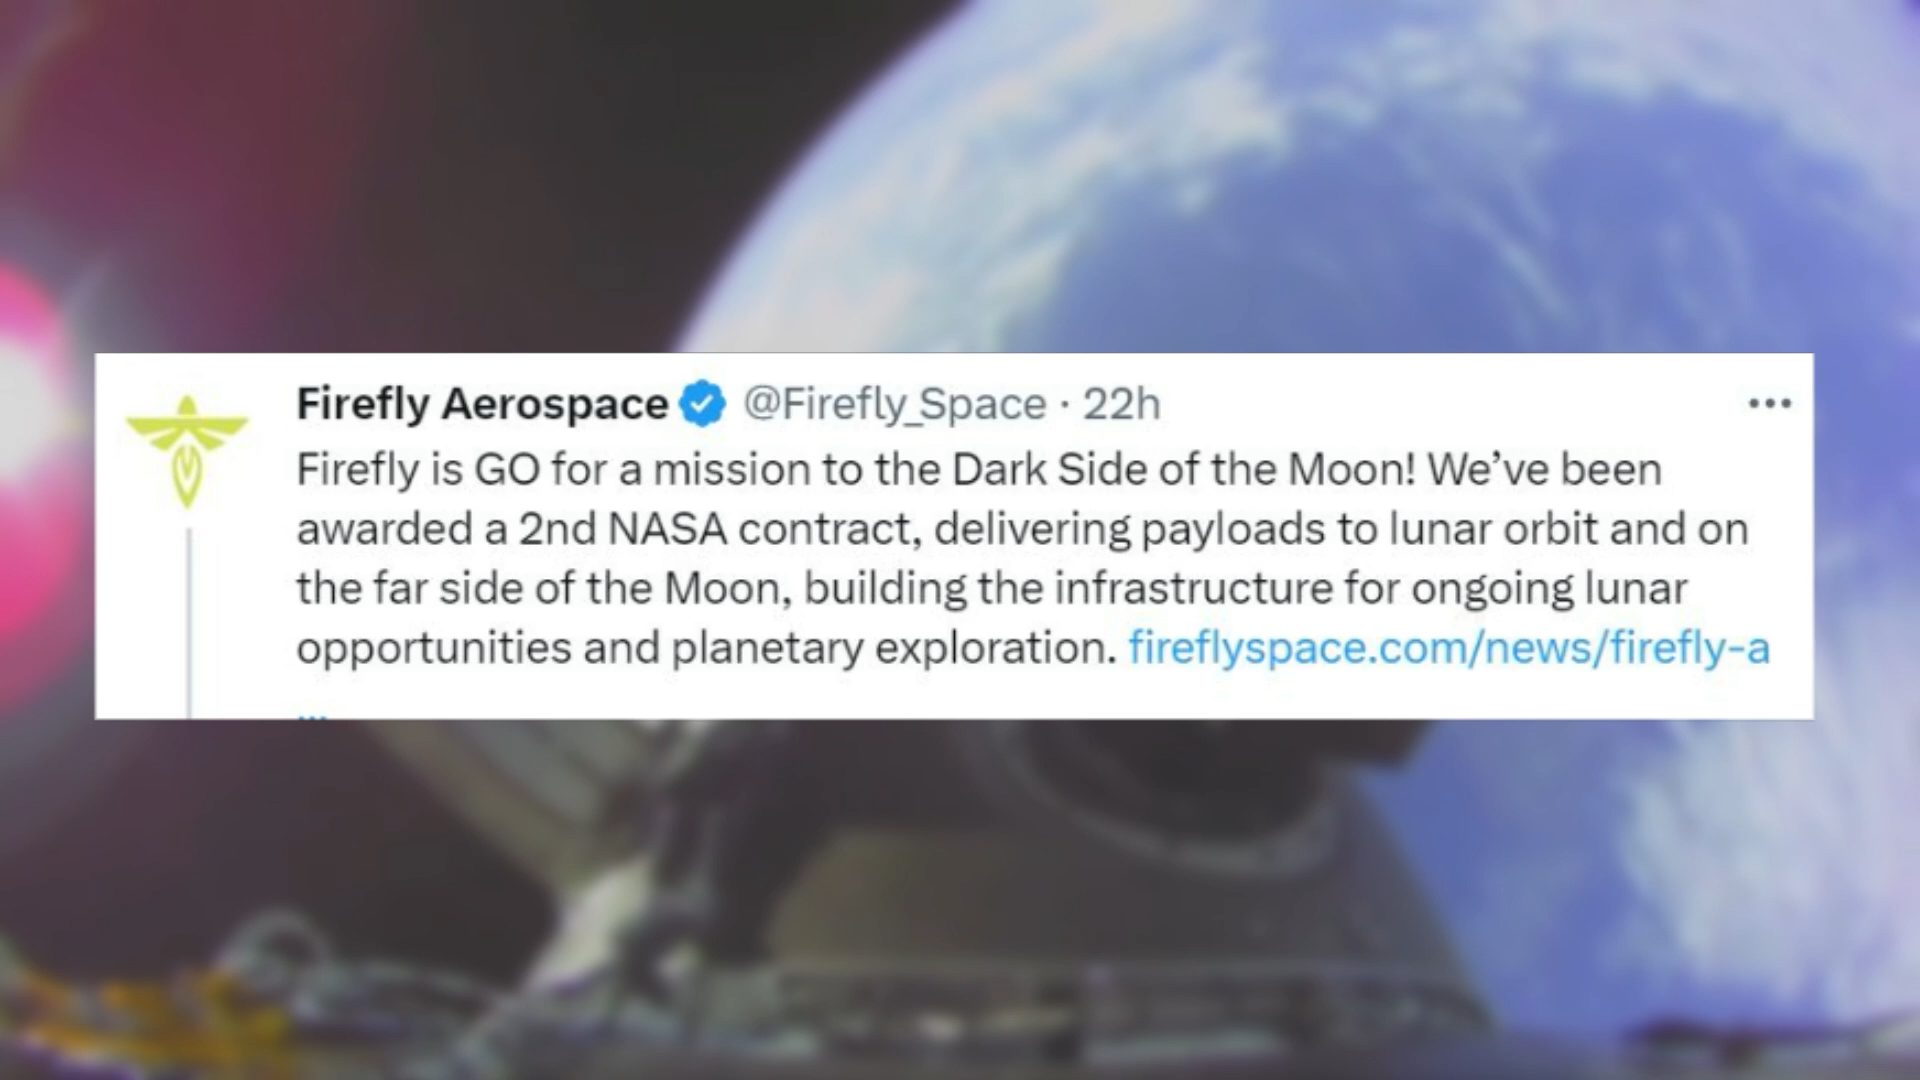 Firefly Aerospace @Firefly_Space · 22h
Firefly is GO for a mission to the Dark Side of the Moon! We’ve been
awarded a 2nd NASA contract, delivering payloads to lunar orbit and on
the far side of the Moon, building the infrastructure for ongoing lunar
opportunities and planetary exploration. fireflyspace.com/news/firefly-a
...